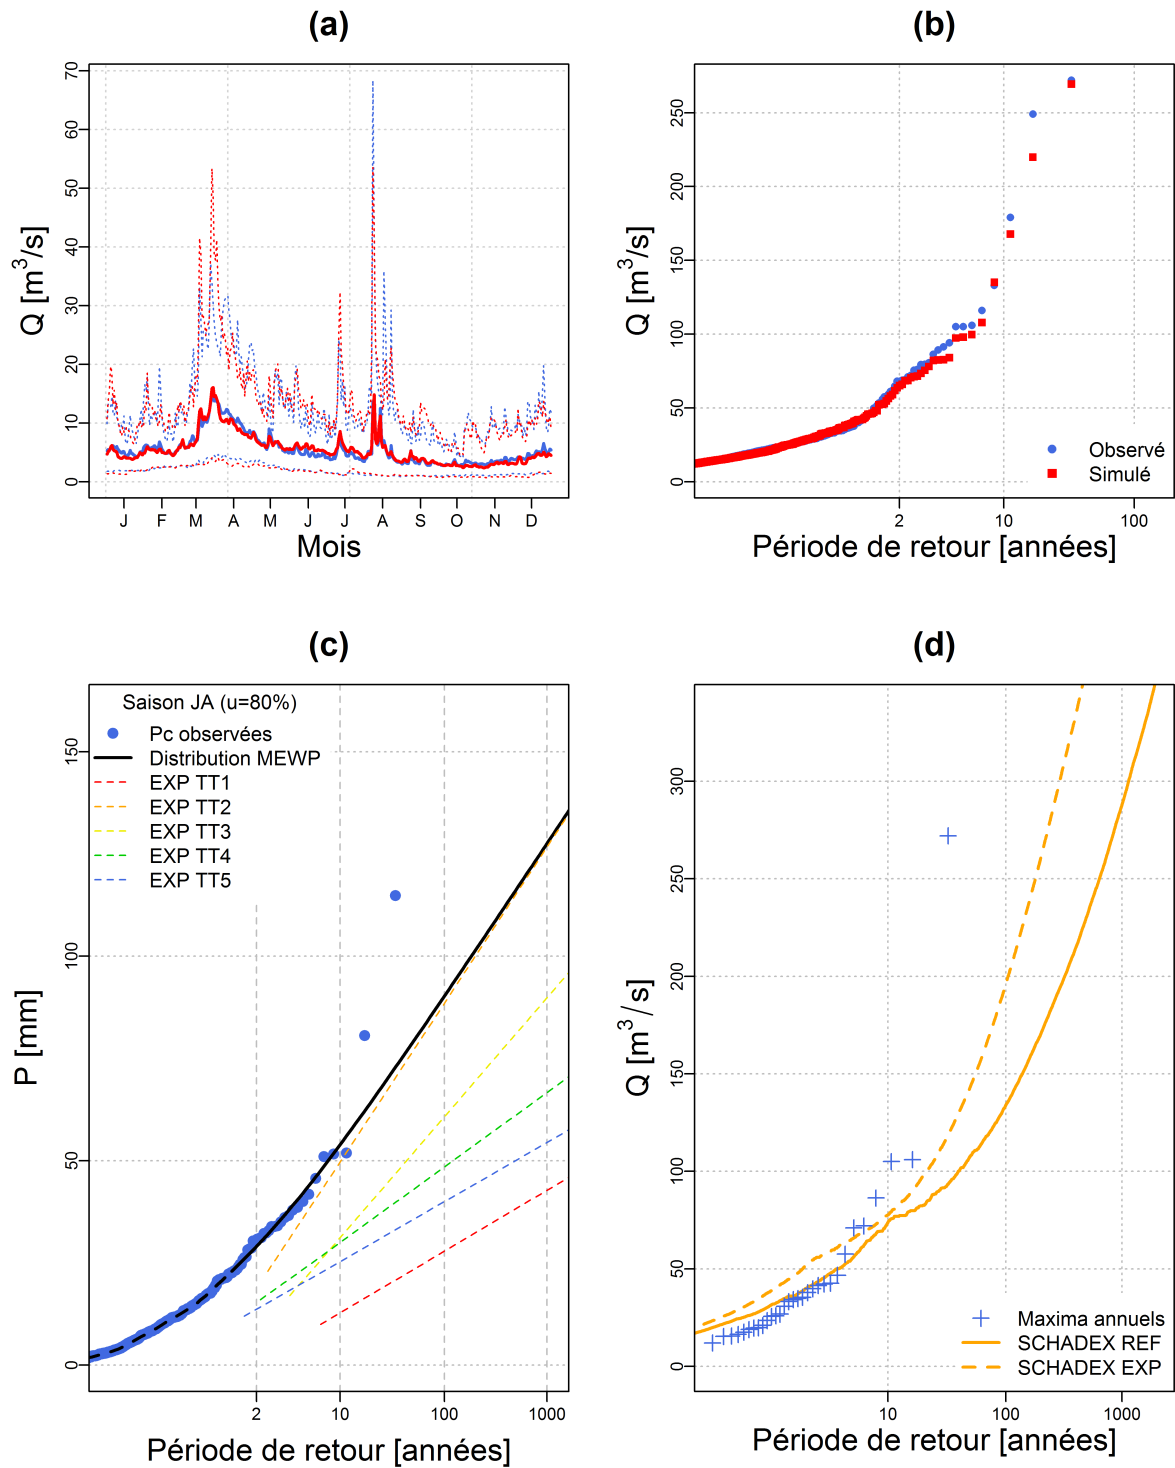 (a)
Q [m³/s]
0 10 20 30 40 50 60 70
J F M A M J J A S O N D
Mois
(b)
Q [m³/s]
0 50 100 150 200 250
Observé
Simulé
2 10 100
Période de retour [années]
(c)
P [mm]
0 50 100 150
Saison JA (u=80%)
Pc observées
Distribution MEWP
EXP TT1
EXP TT2
EXP TT3
EXP TT4
EXP TT5
2 10 100 1000
Période de retour [années]
(d)
Q [m³/s]
0 50 100 150 200 250 300
Maxima annuels
SCHADEX REF
SCHADEX EXP
10 100 1000
Période de retour [années]